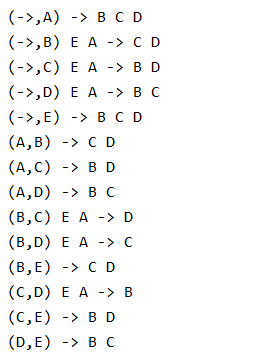 (->,A) -> B C D
(->,B) E A -> C D
(->,C) E A -> B D
(->,D) E A -> B C
(->,E) -> B C D
(A,B) -> C D
(A,C) -> B D
(A,D) -> B C
(B,C) E A -> D
(B,D) E A -> C
(B,E) -> C D
(C,D) E A -> B
(C,E) -> B D
(D,E) -> B C